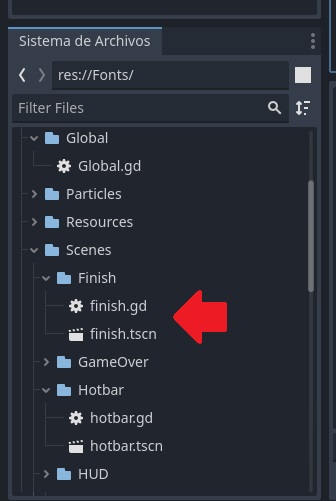 Sistema de Archivos
res://Fonts/
Filter Files
Global
Global.gd
Particles
Resources
Scenes
Finish
finish.gd
finish.tscn
GameOver
Hotbar
hotbar.gd
hotbar.tscn
HUD